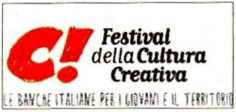 C!
Festival
della Cultura
Creativa
LE BANCHE ITALIANE PER I GIOVANI E IL TERRITORIO